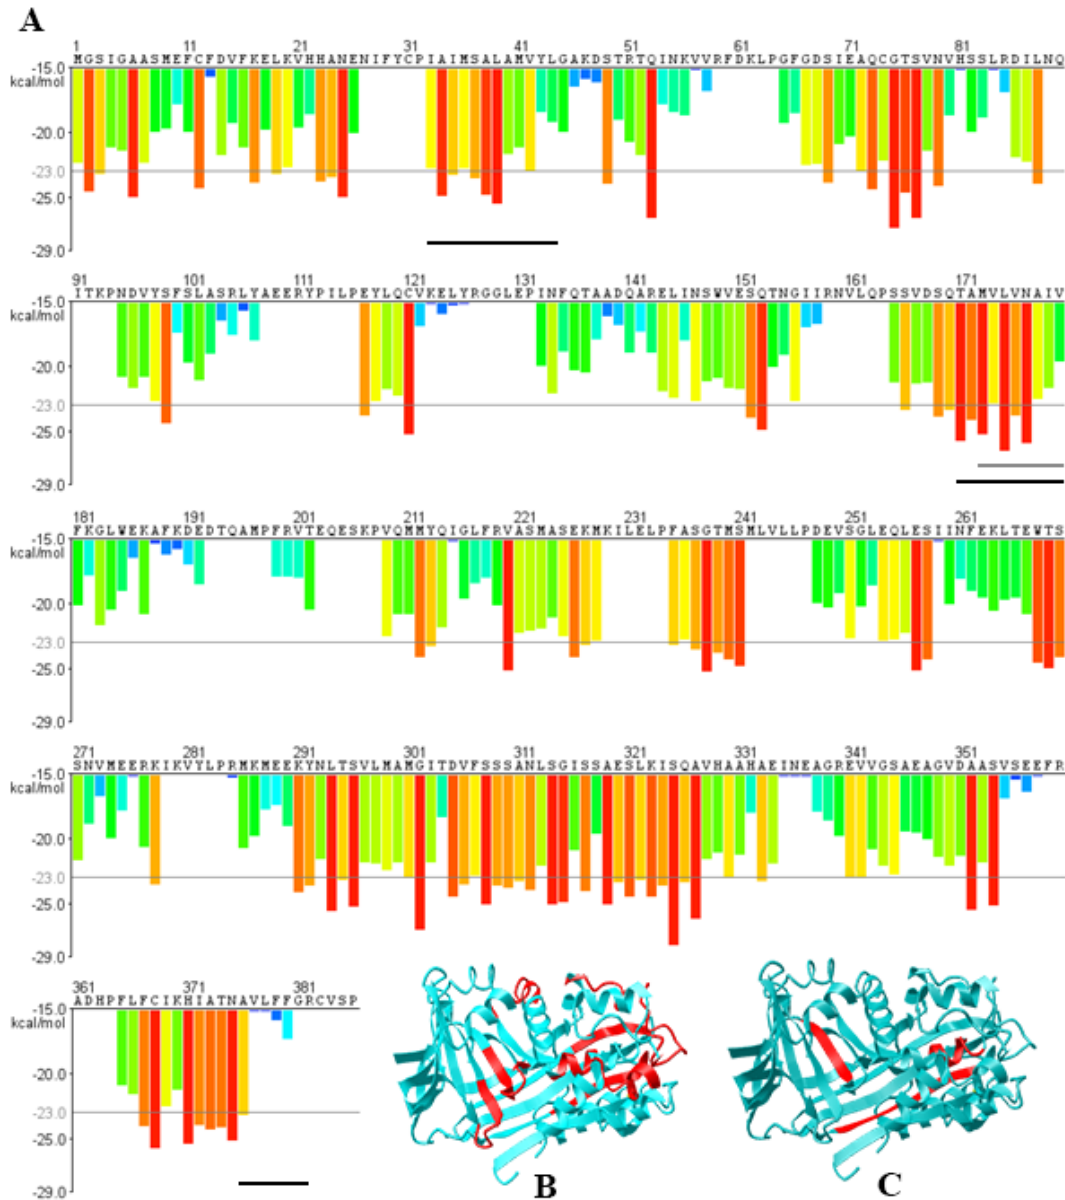 A
1 11 21 31 41 51 61 71 81
MGSIGAASMEFCFDVFKELKVHHANENIFYCPIAIMSALAMVYLGAKDSTRTQINKVVRFDKLPGFGDSIEAQCGTSVNVHSSLRDILNQ
-15.0
kcal/mol
-20.0
-23.0
-25.0
-29.0
91 101 111 121 131 141 151 161 171
ITKPNDVYSFSLASRLYAEERYPILPEYLQCVKELYRGGLEPINFQTAADQARELINSWVESQTNGIIRNVLQPSSVDSQTAMVLVNAIV
-15.0
kcal/mol
-20.0
-23.0
-25.0
-29.0
181 191 201 211 221 231 241 251 261
FKGLWEKAFKDEDTQAMPFRVTEQESKPVQMMYQIGLFRVASMASEKMKILELPFASGTMSMLVLLPDEVSGLEQLESIINFEKLTEWTS
-15.0
kcal/mol
-20.0
-23.0
-25.0
-29.0
271 281 291 301 311 321 331 341 351
SNVMEERKIKVYLPRMKMEEKYNLTSVLMAMGITDVFSSSANLSGISSAESLKISQAVHAAHAEINEAGREVVGSAEAGVDAASVSEEFR
-15.0
kcal/mol
-20.0
-23.0
-25.0
-29.0
361 371 381
ADHPFLFCIKHIATNAVLFFGRCVSP
-15.0
kcal/mol
-20.0
-23.0
-25.0
-29.0
B
C